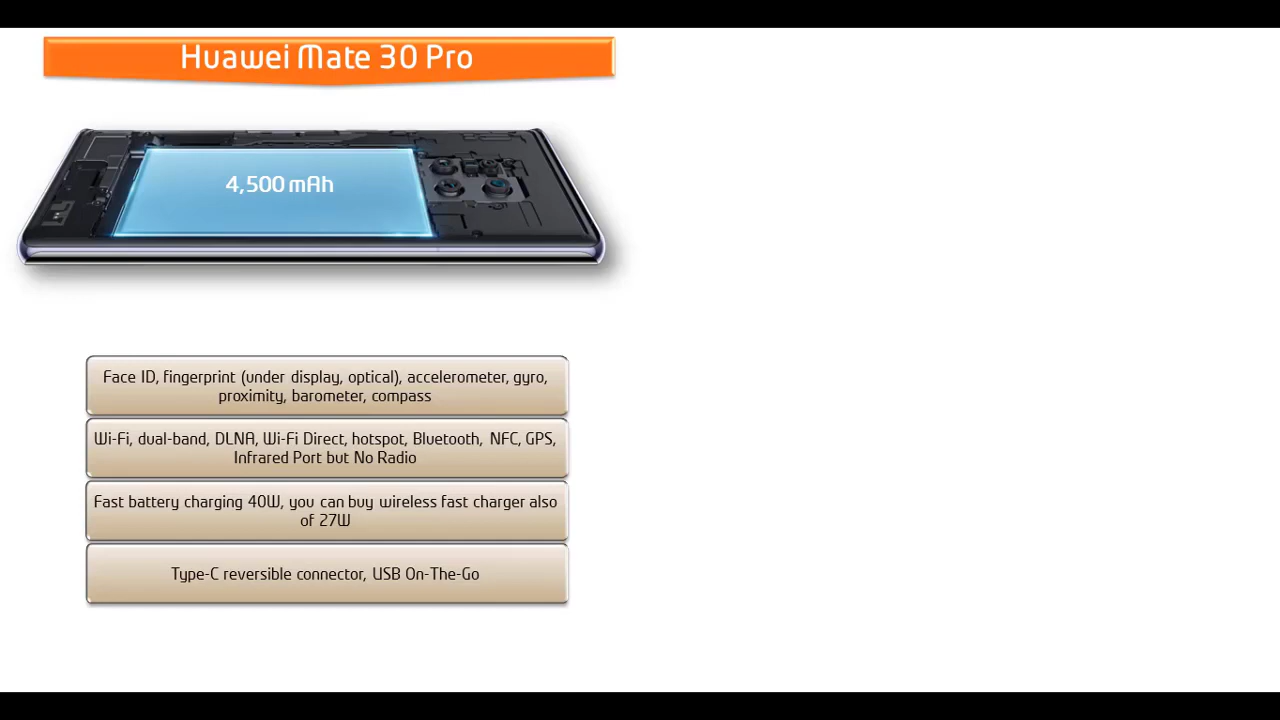 Huawei Mate 30 Pro
4,500 mAh
Face ID, fingerprint (under display, optical), accelerometer, gyro,
proximity, barometer, compass
Wi-Fi, dual-band, DLNA, Wi-Fi Direct, hotspot, Bluetooth, NFC, GPS,
Infrared Port but No Radio
Fast battery charging 40W, you can buy wireless fast charger also
of 27W
Type-C reversible connector, USB On-The-Go